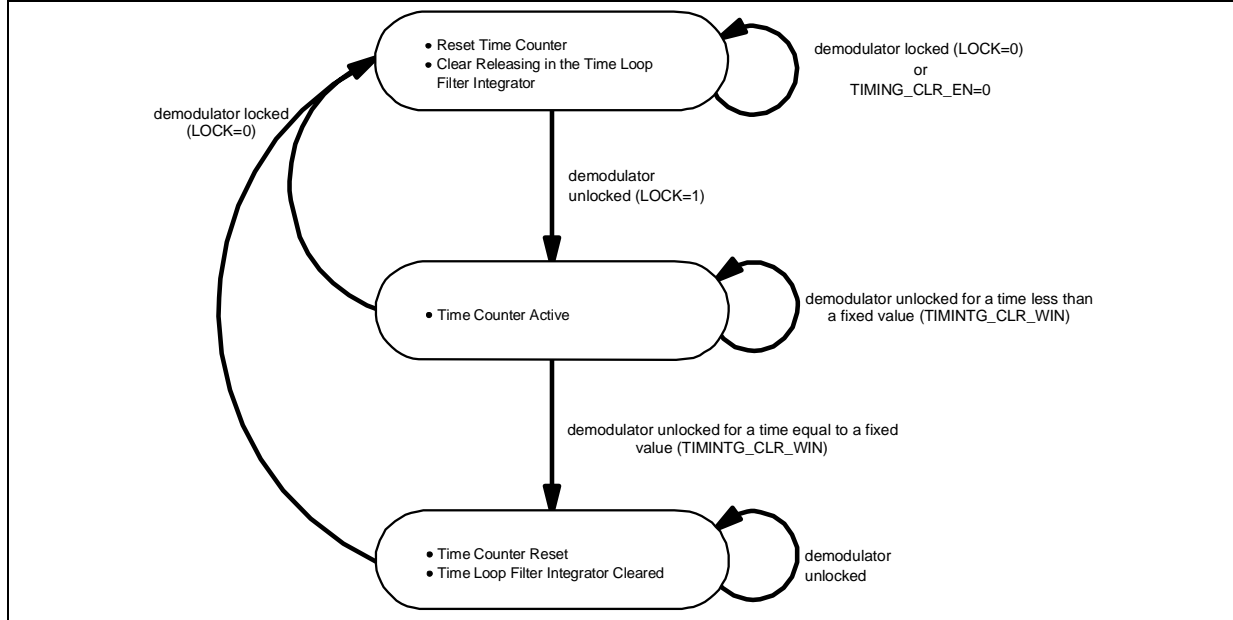 • Reset Time Counter
• Clear Releasing in the Time Loop
Filter Integrator
demodulator locked (LOCK=0)
or
TIMING_CLR_EN=0
demodulator locked
(LOCK=0)
demodulator
unlocked (LOCK=1)
• Time Counter Active
demodulator unlocked for a time less than
a fixed value (TIMINTG_CLR_WIN)
demodulator unlocked for a time equal to a fixed
value (TIMINTG_CLR_WIN)
• Time Counter Reset
• Time Loop Filter Integrator Cleared
demodulator
unlocked